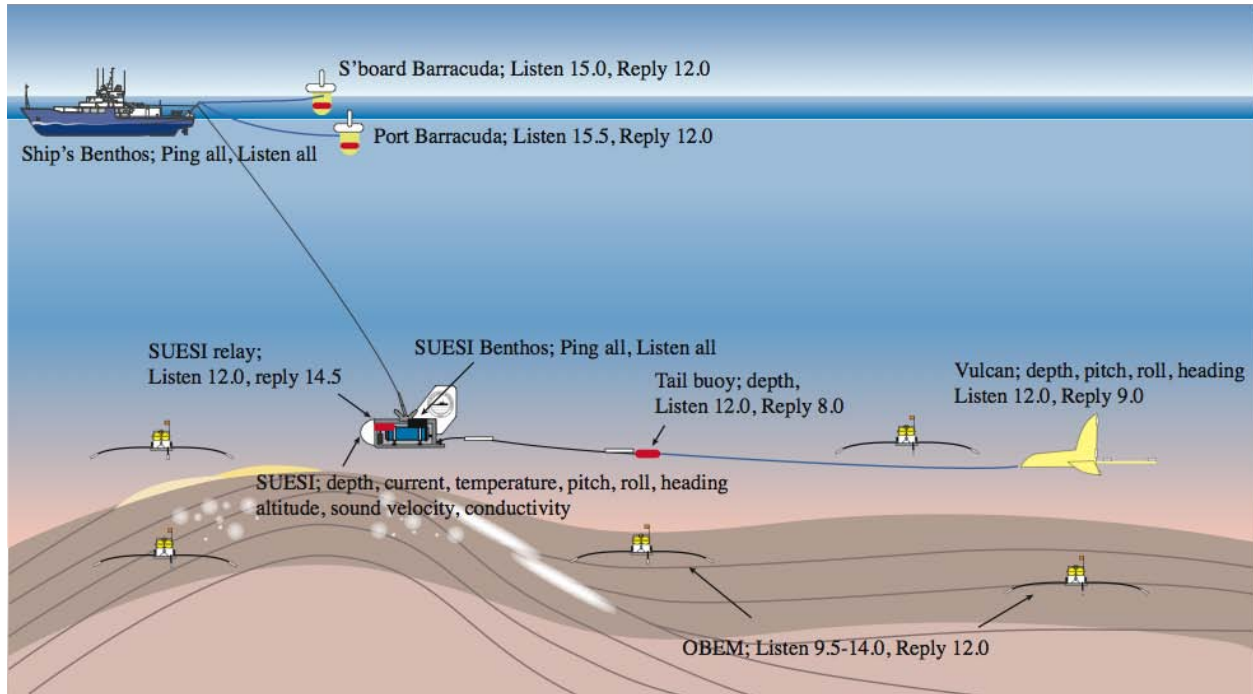 S'board Barracuda; Listen 15.0, Reply 12.0
Port Barracuda; Listen 15.5, Reply 12.0
Ship's Benthos; Ping all, Listen all
SUESI relay;
Listen 12.0, reply 14.5
SUESI Benthos; Ping all, Listen all
Tail buoy; depth,
Listen 12.0, Reply 8.0
Vulcan; depth, pitch, roll, heading
Listen 12.0, Reply 9.0
SUESI; depth, current, temperature, pitch, roll, heading
altitude, sound velocity, conductivity
OBEM; Listen 9.5-14.0, Reply 12.0